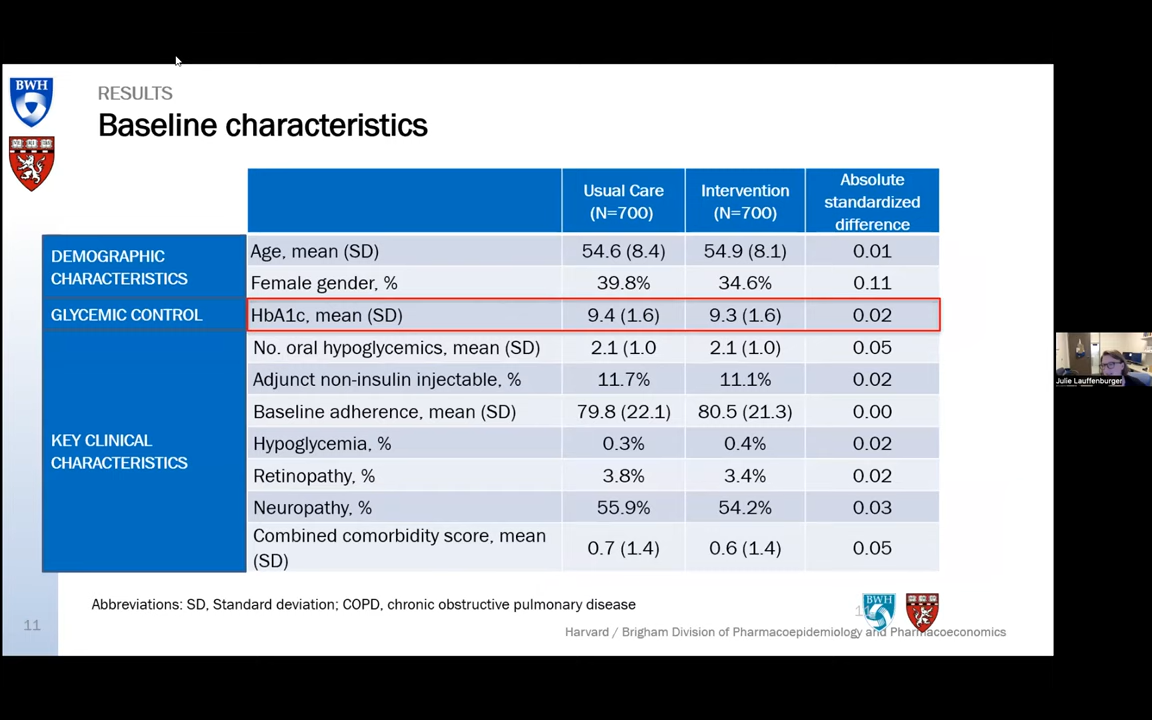 BWH
RESULTS
Baseline characteristics
Usual Care (N=700) Intervention (N=700) Absolute standardized difference
DEMOGRAPHIC CHARACTERISTICS
Age, mean (SD) 54.6 (8.4) 54.9 (8.1) 0.01
Female gender, % 39.8% 34.6% 0.11
GLYCEMIC CONTROL HbA1c, mean (SD) 9.4 (1.6) 9.3 (1.6) 0.02
KEY CLINICAL CHARACTERISTICS
No. oral hypoglycemics, mean (SD) 2.1 (1.0 2.1 (1.0) 0.05
Adjunct non-insulin injectable, % 11.7% 11.1% 0.02
Baseline adherence, mean (SD) 79.8 (22.1) 80.5 (21.3) 0.00
Hypoglycemia, % 0.3% 0.4% 0.02
Retinopathy, % 3.8% 3.4% 0.02
Neuropathy, % 55.9% 54.2% 0.03
Combined comorbidity score, mean (SD) 0.7 (1.4) 0.6 (1.4) 0.05
Abbreviations: SD, Standard deviation; COPD, chronic obstructive pulmonary disease
11
11
BWH
Harvard / Brigham Division of Pharmacoepidemiology and Pharmacoeconomics
Julie Lauffenburger